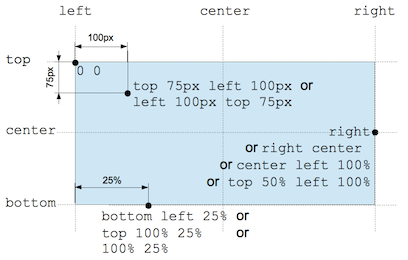 left center right
100px
top
0 0
75px
top 75px left 100px or
left 100px top 75px
center
right
or right center
or center left 100%
or top 50% left 100%
25%
bottom
bottom left 25% or
top 100% 25% or
100% 25%